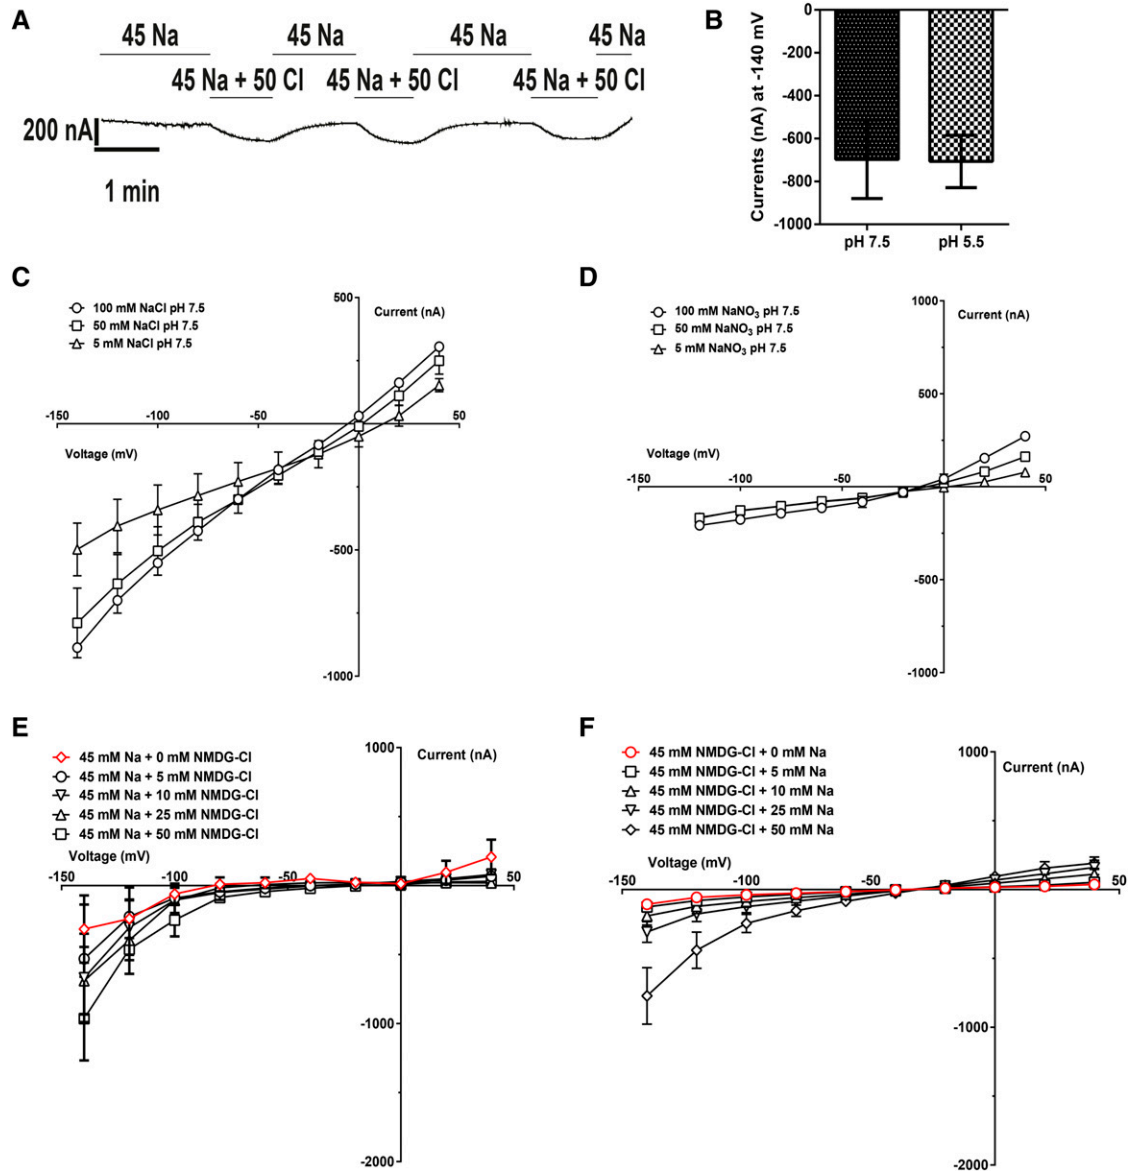 A
45 Na 45 Na 45 Na 45 Na
45 Na + 50 Cl 45 Na + 50 Cl 45 Na + 50 Cl
200 nA
1 min
B
Currents (nA) at -140 mV
0
-200
-400
-600
-800
-1000
pH 7.5 pH 5.5
C
100 mM NaCl pH 7.5
50 mM NaCl pH 7.5
5 mM NaCl pH 7.5
500
Current (nA)
-150 -100 -50 50
Voltage (mV)
-500
-1000
D
100 mM NaNO₃ pH 7.5
50 mM NaNO₃ pH 7.5
5 mM NaNO₃ pH 7.5
1000
Current (nA)
500
Voltage (mV)
-150 -100 -50 50
-500
-1000
E
45 mM Na + 0 mM NMDG-Cl
45 mM Na + 5 mM NMDG-Cl
45 mM Na + 10 mM NMDG-Cl
45 mM Na + 25 mM NMDG-Cl
45 mM Na + 50 mM NMDG-Cl
1000
Current (nA)
Voltage (mV)
-150 -100 -50 50
-1000
-2000
F
45 mM NMDG-Cl + 0 mM Na
45 mM NMDG-Cl + 5 mM Na
45 mM NMDG-Cl + 10 mM Na
45 mM NMDG-Cl + 25 mM Na
45 mM NMDG-Cl + 50 mM Na
1000
Current (nA)
Voltage (mV)
-150 -100 -50 50
-1000
-2000